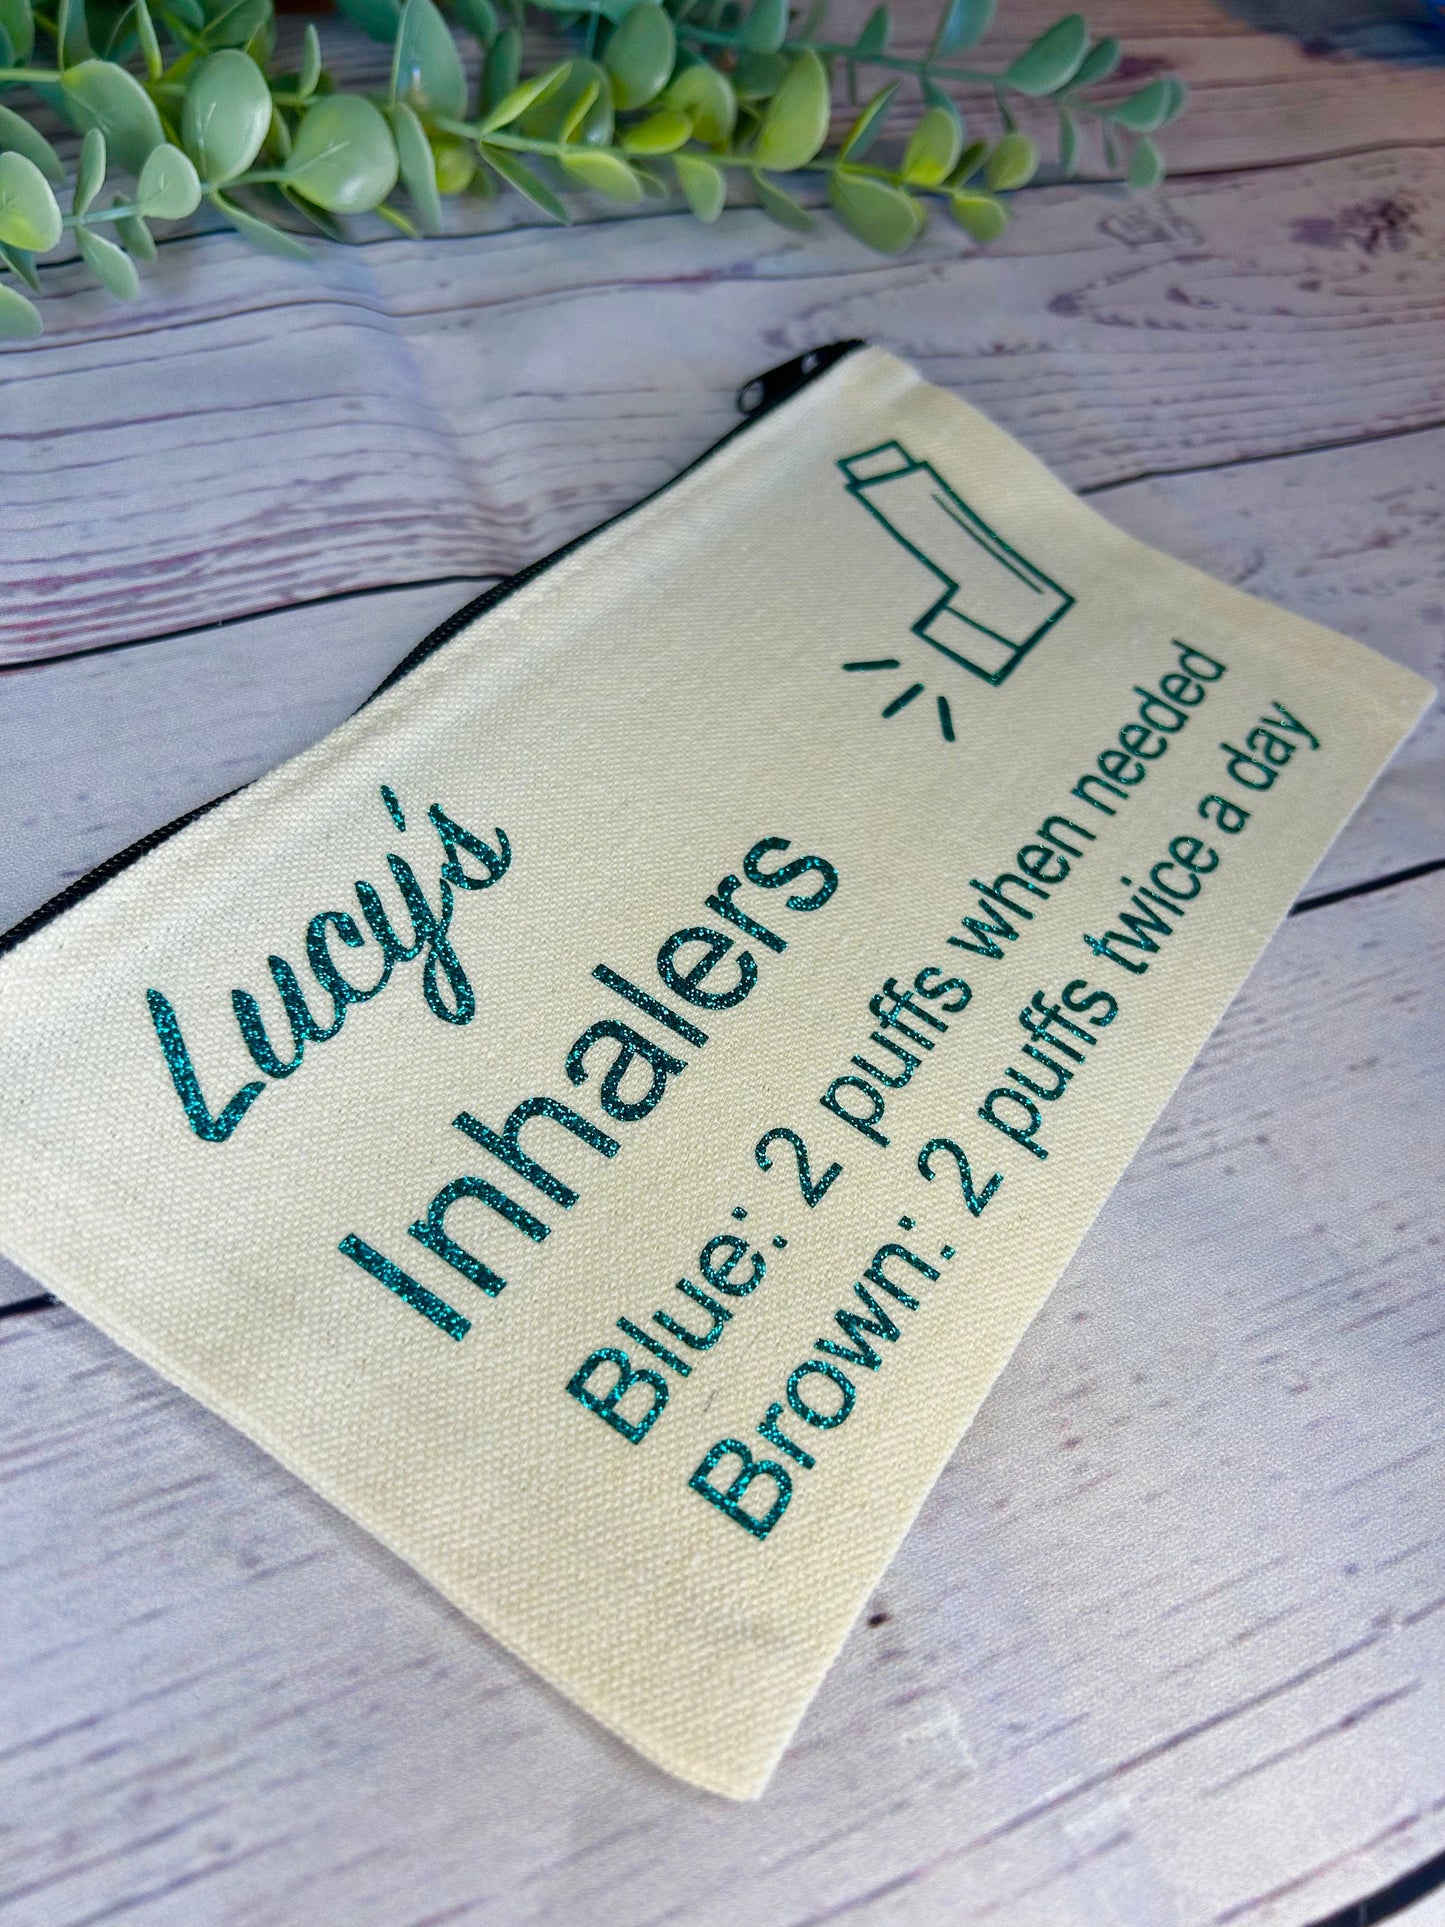 Lucy's
Inhalers
Blue: 2 puffs when needed
Brown: 2 puffs twice a day